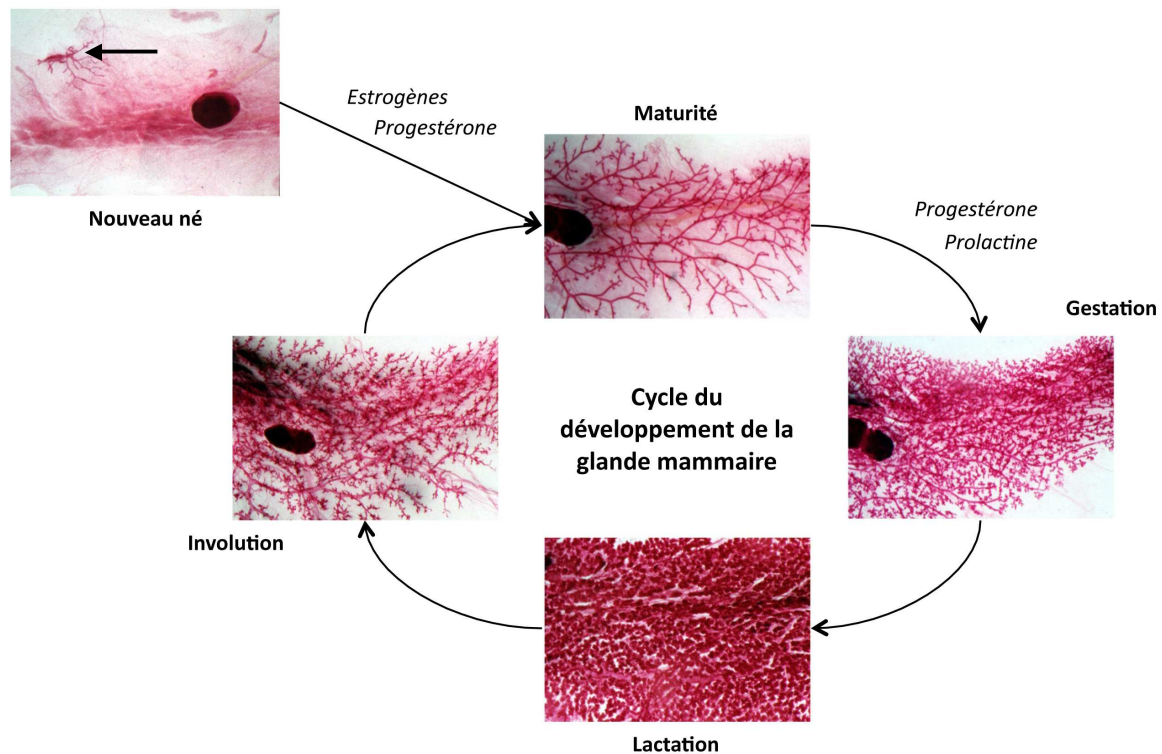 Nouveau né
Estrogènes
Progestérone
Maturité
Progestérone
Prolactine
Gestation
Cycle du
développement de la
glande mammaire
Involution
Lactation